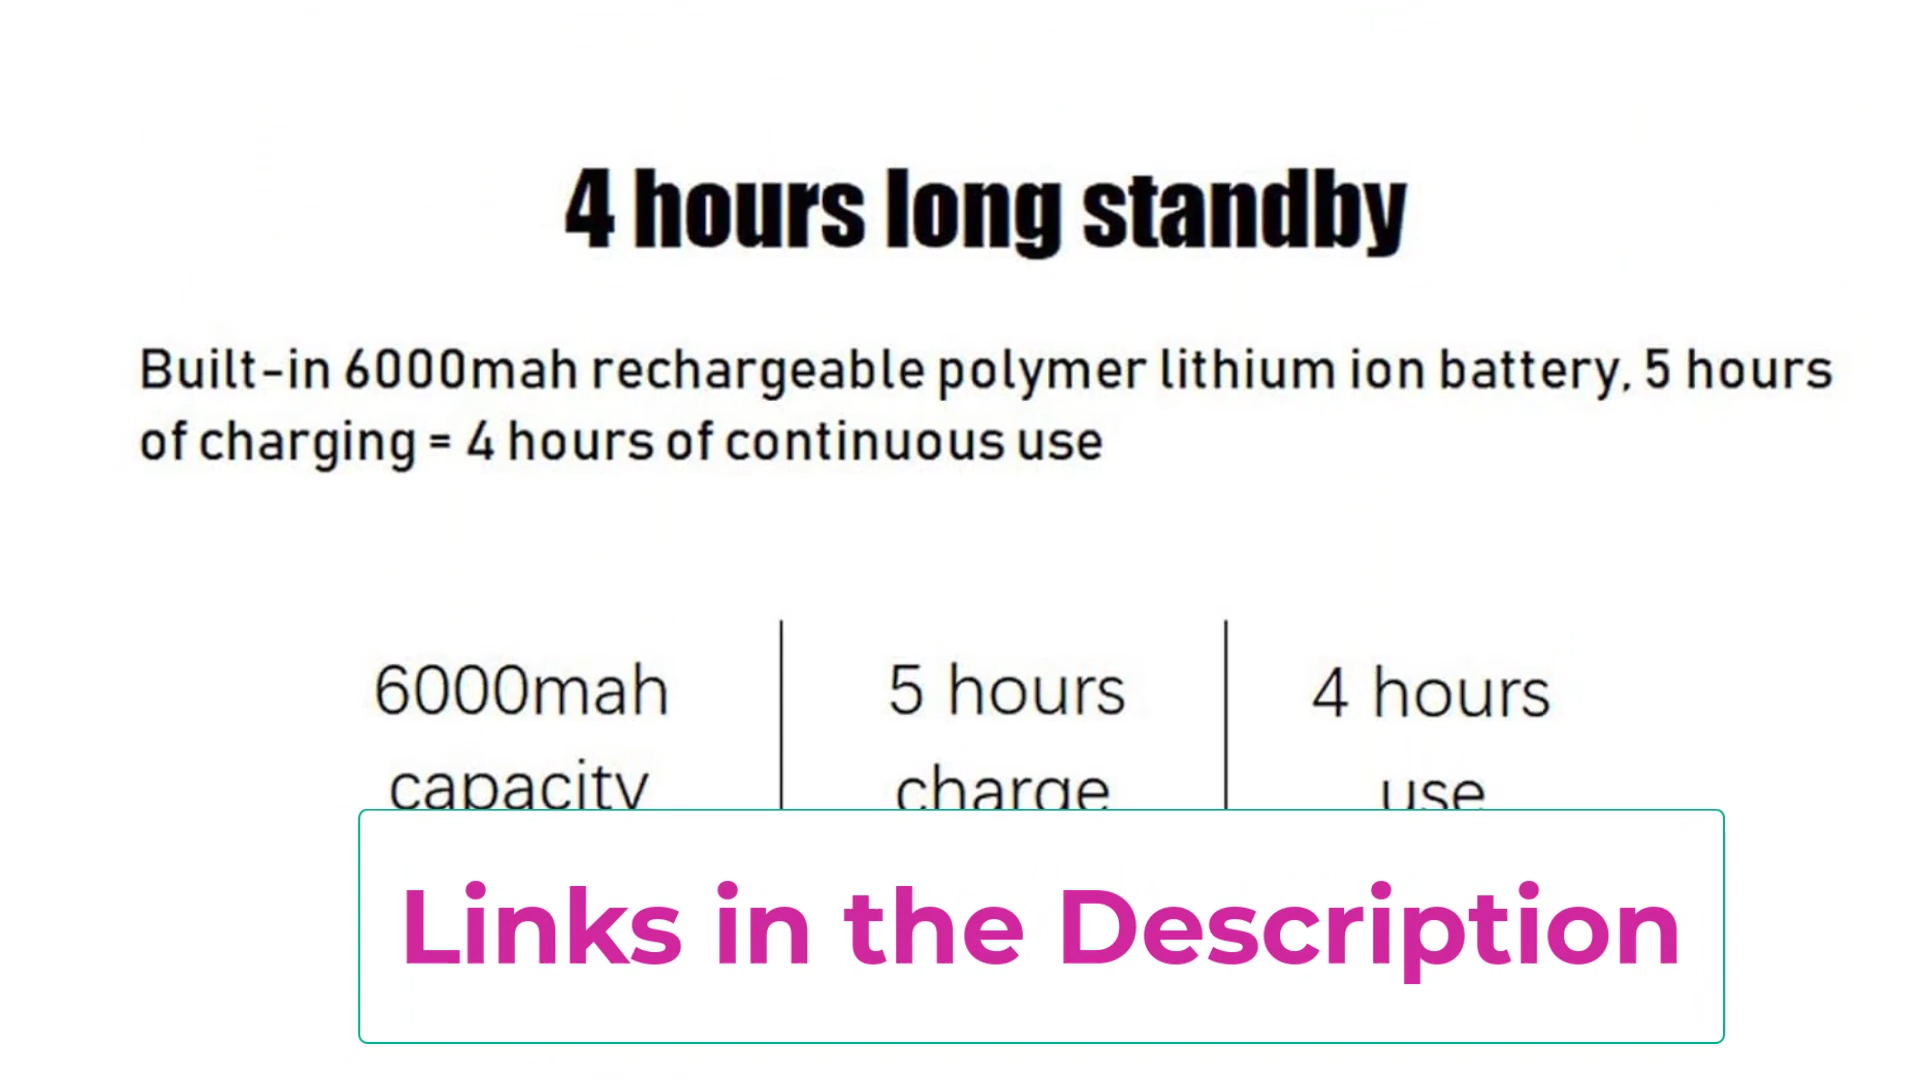 4 hours long standby
Built-in 6000mah rechargeable polymer lithium ion battery, 5 hours
of charging = 4 hours of continuous use
6000mah
capacity
5 hours
charge
4 hours
use
Links in the Description